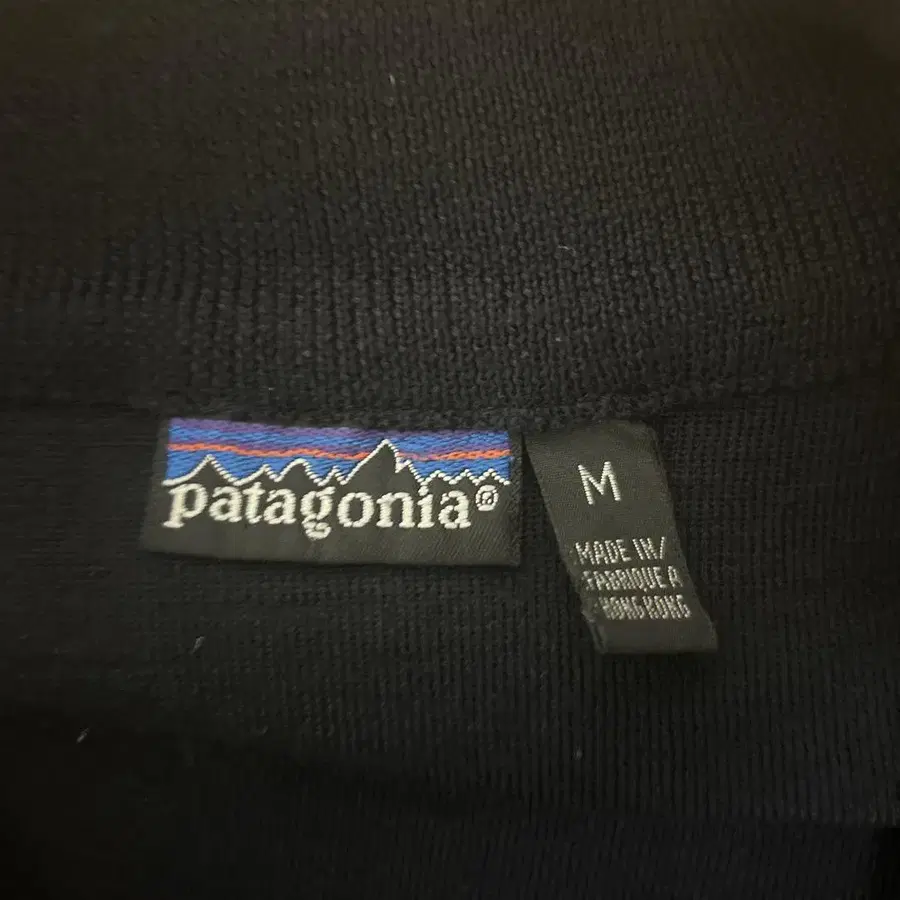 patagonia®
M
MADE IN/
FABRIQUE A
HONG KONG